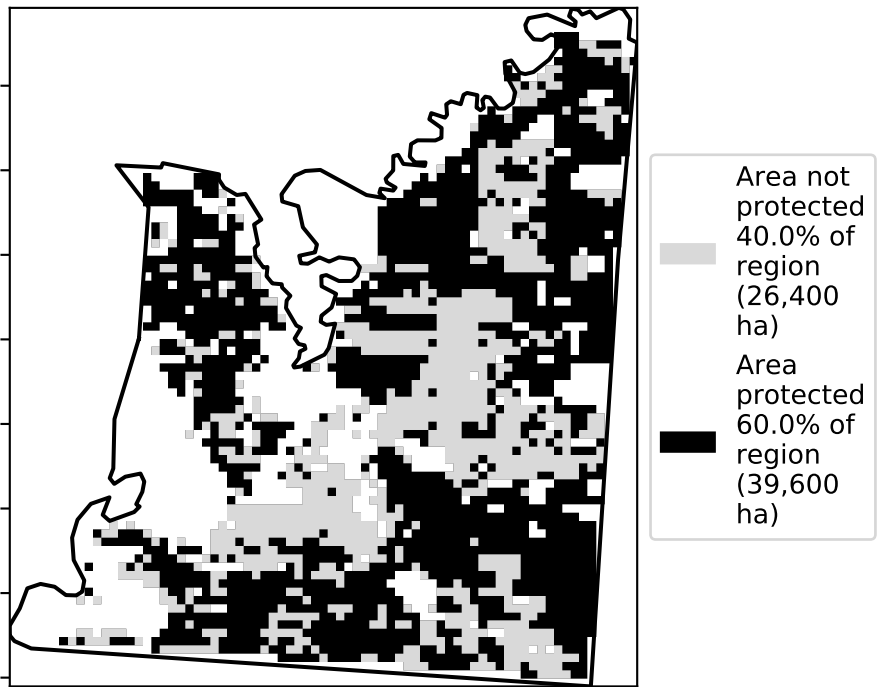 Area not
protected
40.0% of
region
(26,400
ha)
Area
protected
60.0% of
region
(39,600
ha)